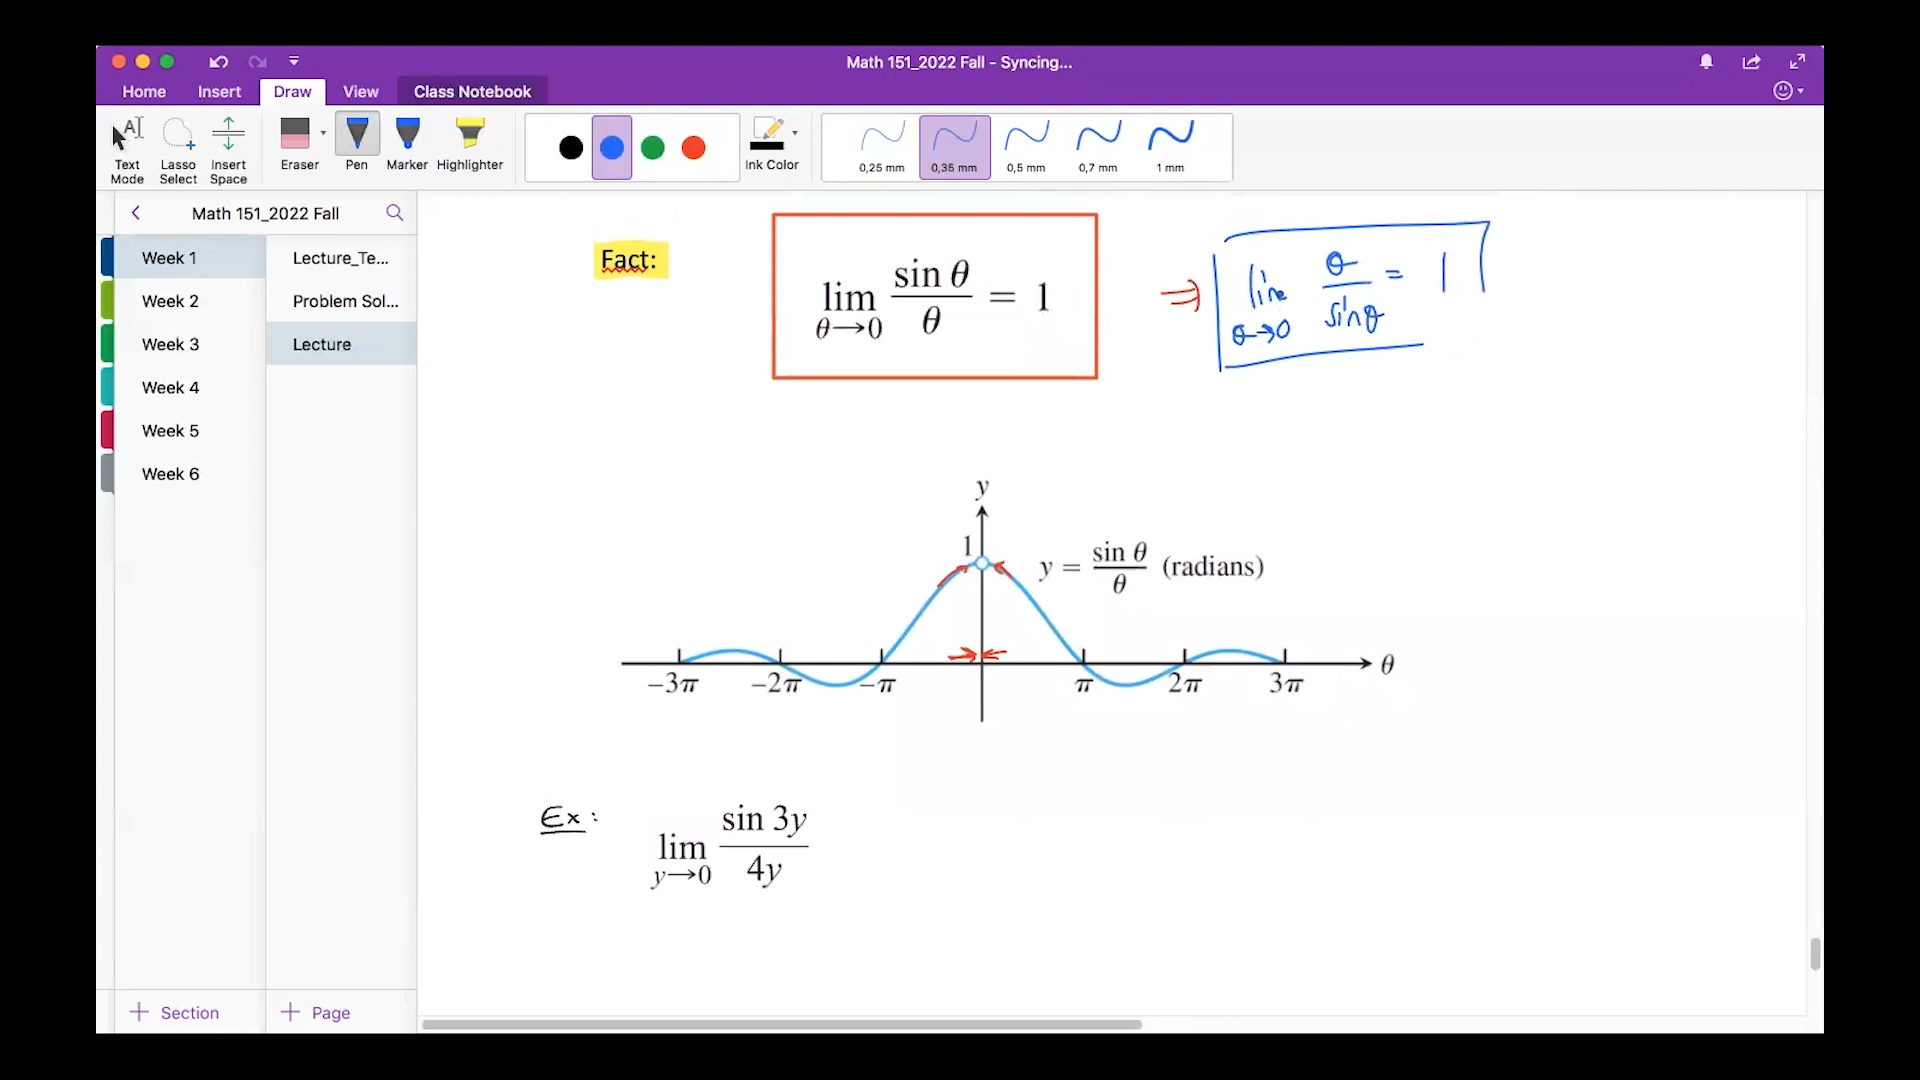 Math 151_2022 Fall - Syncing...
Home Insert Draw View Class Notebook
Text Mode
Lasso Select
Insert Space
Eraser
Pen
Marker
Highlighter
Ink Color
0,25 mm
0,35 mm
0,5 mm
0,7 mm
1 mm
Math 151_2022 Fall
Week 1
Week 2
Week 3
Week 4
Week 5
Week 6
Lecture_Te...
Problem Sol...
Lecture
+ Section
+ Page
Fact:
lim θ→0 sin θ / θ = 1
⇒ lim θ→0 θ / sin θ = 1
y
1
y = sin θ / θ (radians)
−3π −2π −π π 2π 3π θ
Ex:
lim y→0 sin 3y / 4y